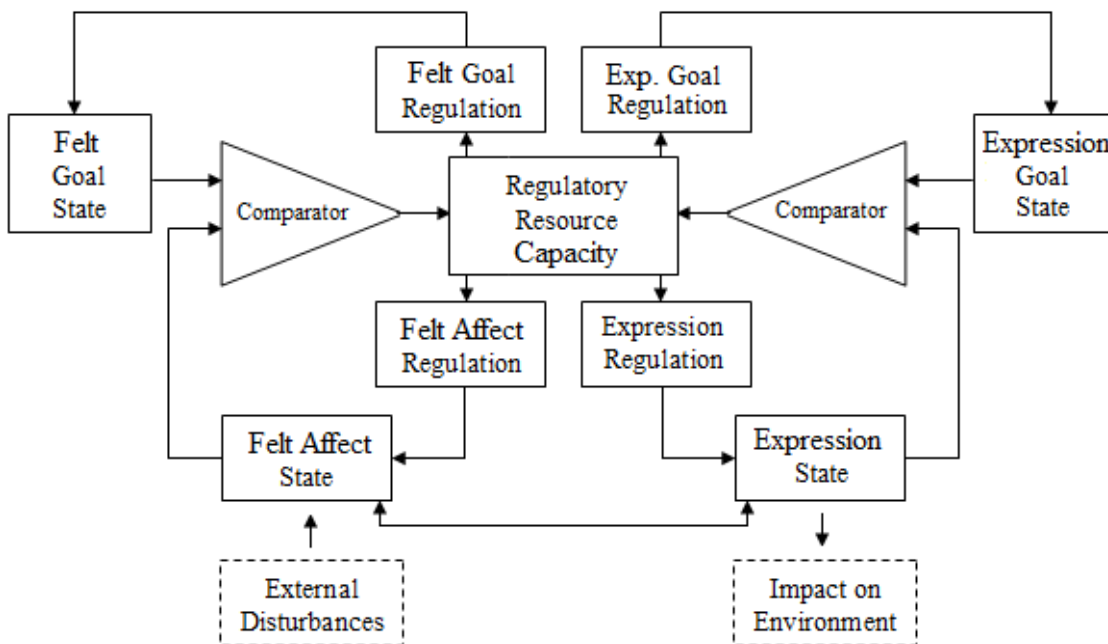 Felt Goal
Regulation
Exp. Goal
Regulation
Felt
Goal
State
Comparator
Regulatory
Resource
Capacity
Comparator
Expression
Goal
State
Felt Affect
Regulation
Expression
Regulation
Felt Affect
State
Expression
State
External
Disturbances
Impact on
Environment